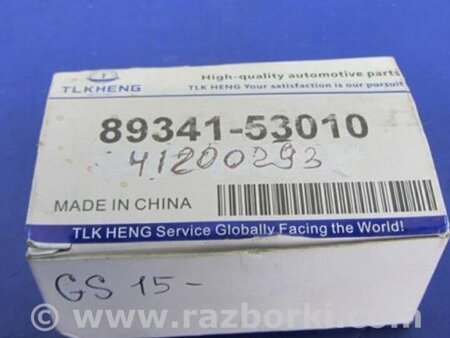 High-quality automotive parts
TLKHENG
TLK HENG Your satisfaction is our pursuit
89341-53010
41200293
MADE IN CHINA
TLK HENG Service Globally Facing the World!
GS 15-
www.razborki.com